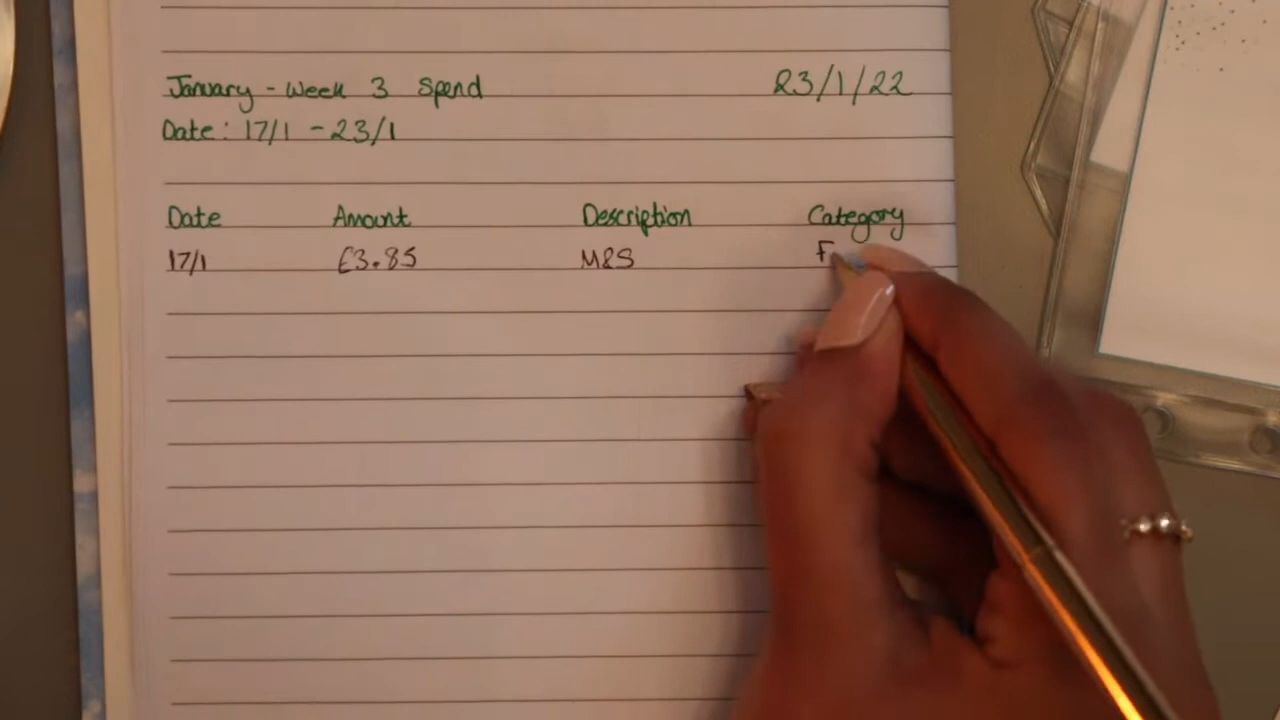 January - Week 3 Spend 23/1/22
Date: 17/1 - 23/1
Date Amount Description Category
17/1 £3.85 M&S F